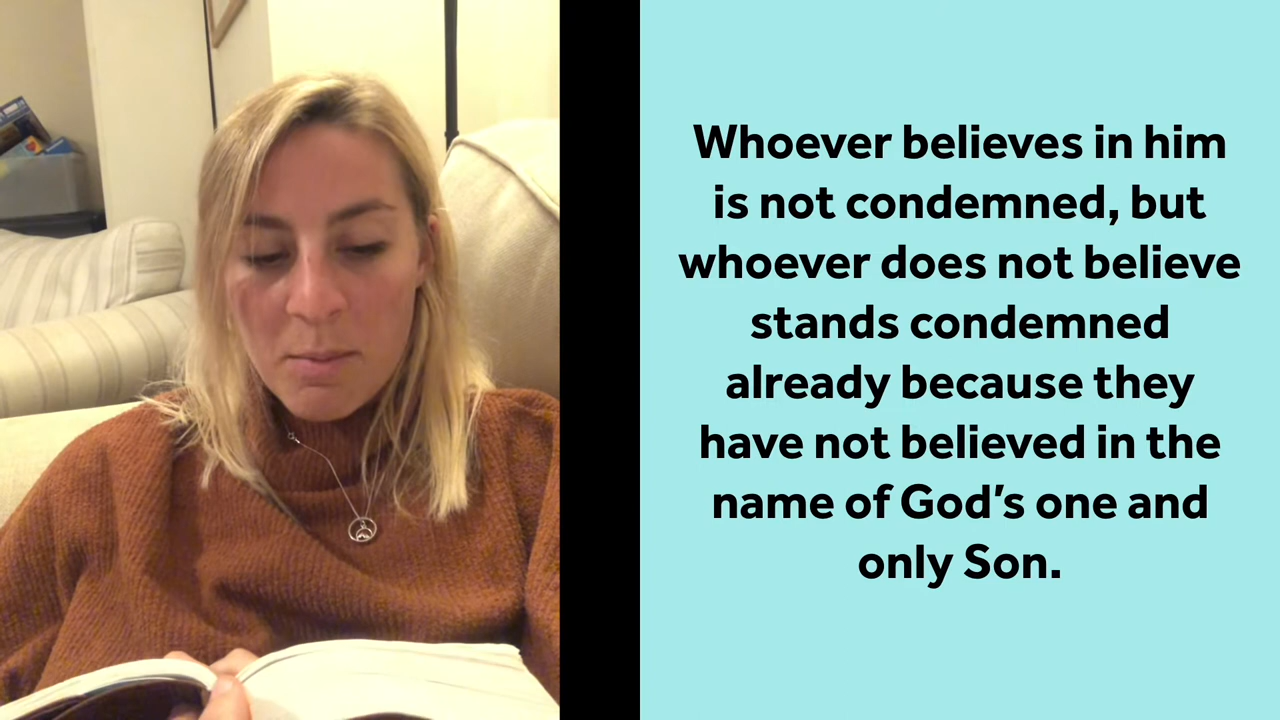 Whoever believes in him
is not condemned, but
whoever does not believe
stands condemned
already because they
have not believed in the
name of God’s one and
only Son.